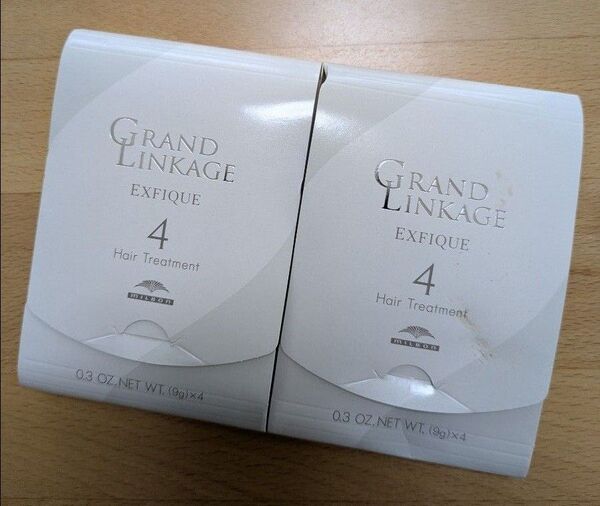 GRAND
LINKAGE
EXFIQUE
4
Hair Treatment
milbon
0.3 OZ.NET WT. (9g)×4
GRAND
LINKAGE
EXFIQUE
4
Hair Treatment
milbon
0.3 OZ.NET WT. (9g)×4